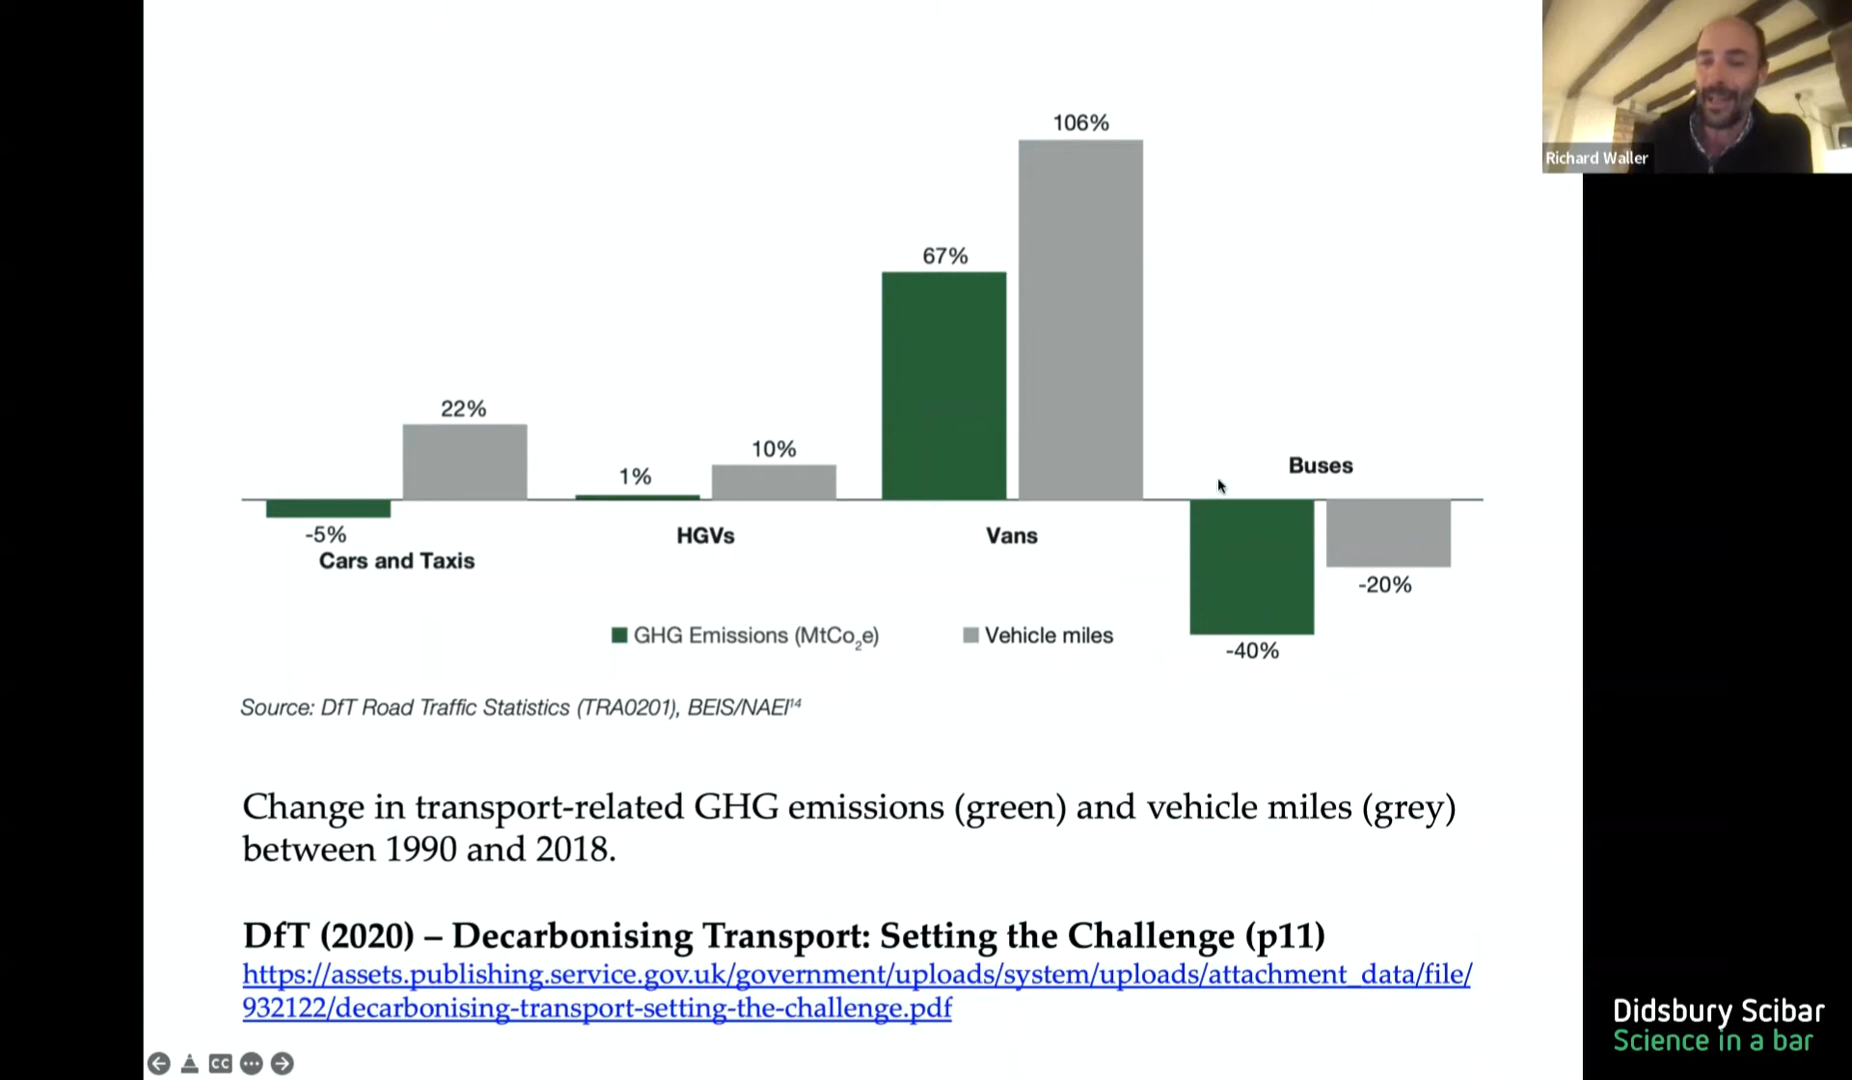 Richard Waller
106%
67%
22%
1%
10%
Buses
-5%
Cars and Taxis
HGVs
Vans
-20%
-40%
GHG Emissions (MtCo₂e)
Vehicle miles
Source: DfT Road Traffic Statistics (TRA0201), BEIS/NAEI¹⁴
Change in transport-related GHG emissions (green) and vehicle miles (grey)
between 1990 and 2018.
DfT (2020) – Decarbonising Transport: Setting the Challenge (p11)
https://assets.publishing.service.gov.uk/government/uploads/system/uploads/attachment_data/file/
932122/decarbonising-transport-setting-the-challenge.pdf
Didsbury Scibar
Science in a bar
CC